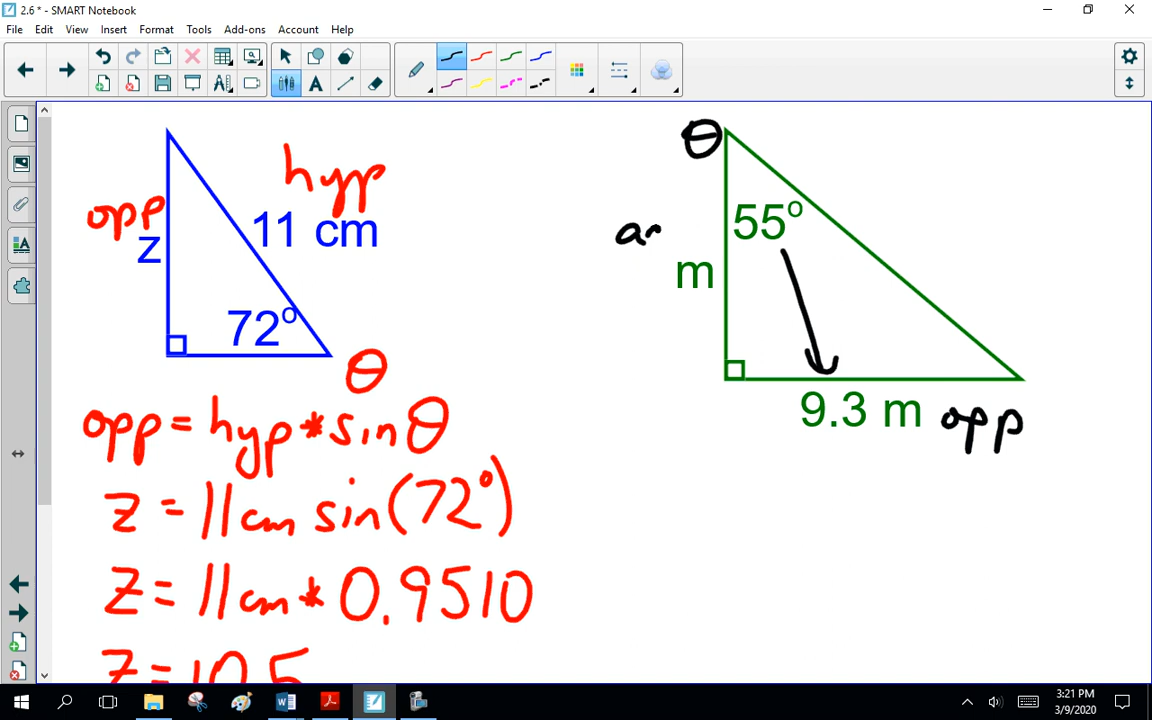 2.6 * - SMART Notebook
File Edit View Insert Format Tools Add-ons Account Help
hyp
opp
11 cm
z
72°
θ
opp = hyp * sin θ
z = 11cm sin(72°)
z = 11cm * 0.9510
z = 10.5
θ
55°
m
9.3 m opp
3:21 PM
3/9/2020